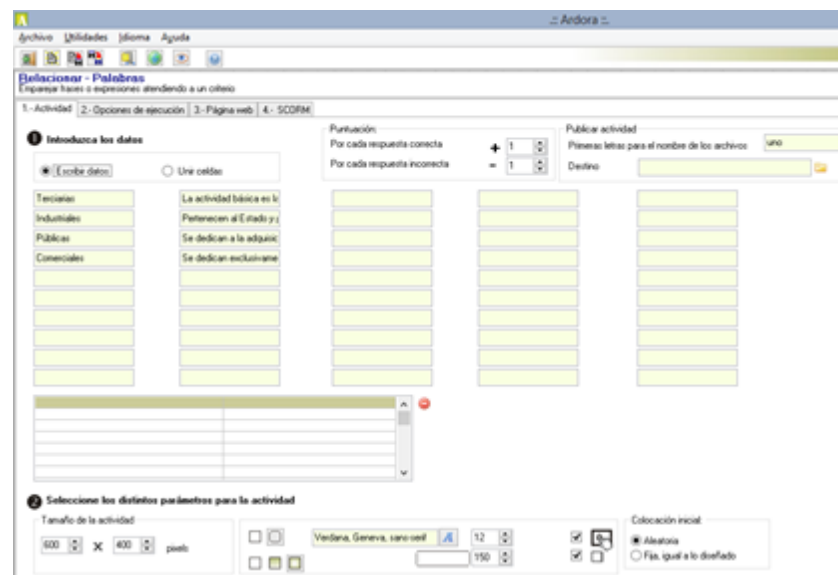 .: Ardora :.
Archivo Utilidades Idioma Ayuda
Relacionar - Palabras
Emparejar frases o expresiones atendiendo a un criterio
1.- Actividad 2.- Opciones de ejecución 3.- Página web 4.- SCORM
1 Introduzca los datos
Escribir datos Unir celdas
Puntuación:
Por cada respuesta correcta + 1
Por cada respuesta incorrecta - 1
Publicar actividad
Primeras letras para el nombre de los archivos uno
Destino
Terciarias La actividad básica es la
Industriales Pertenecen al Estado y
Públicas Se dedican a la adquisic
Comerciales Se dedican exclusivame
2 Seleccione los distintos parámetros para la actividad
Tamaño de la actividad
600 X 400 pixels
Verdana, Geneva, sans-serif A 12
150
Colocación inicial:
Aleatoria
Fija, igual a lo diseñado